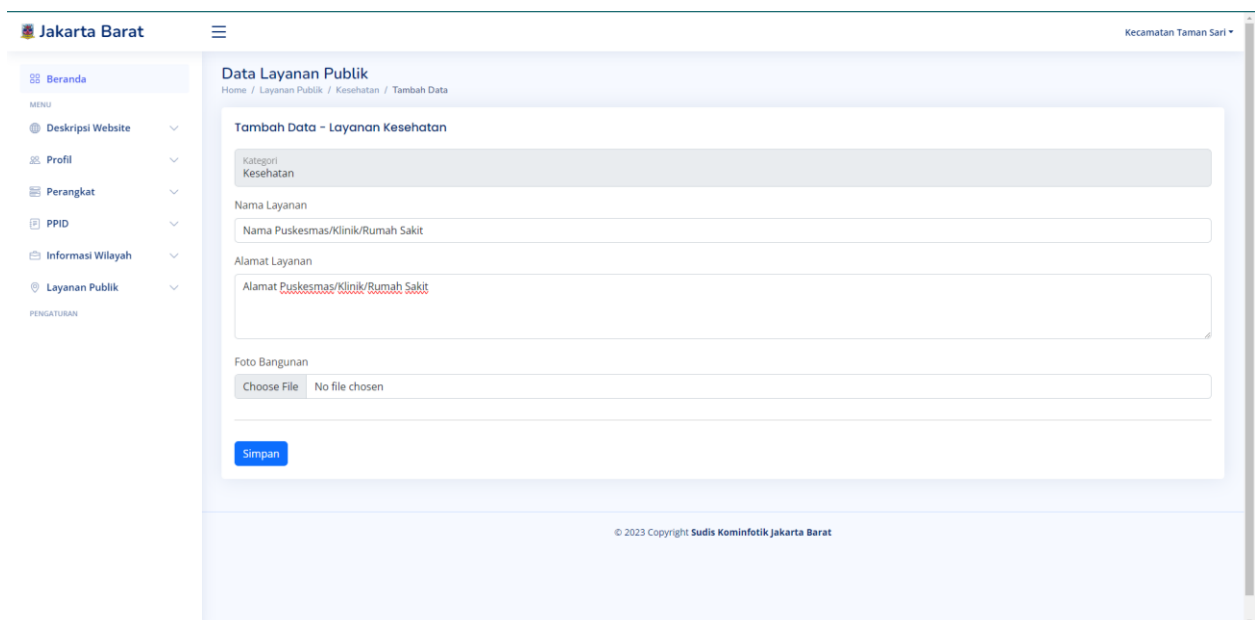 Jakarta Barat
Kecamatan Taman Sari
Beranda
MENU
Deskripsi Website
Profil
Perangkat
PPID
Informasi Wilayah
Layanan Publik
PENGATURAN
Data Layanan Publik
Home / Layanan Publik / Kesehatan / Tambah Data
Tambah Data - Layanan Kesehatan
Kategori
Kesehatan
Nama Layanan
Nama Puskesmas/Klinik/Rumah Sakit
Alamat Layanan
Alamat Puskesmas/Klinik/Rumah Sakit
Foto Bangunan
Choose File No file chosen
Simpan
© 2023 Copyright Sudis Kominfotik Jakarta Barat